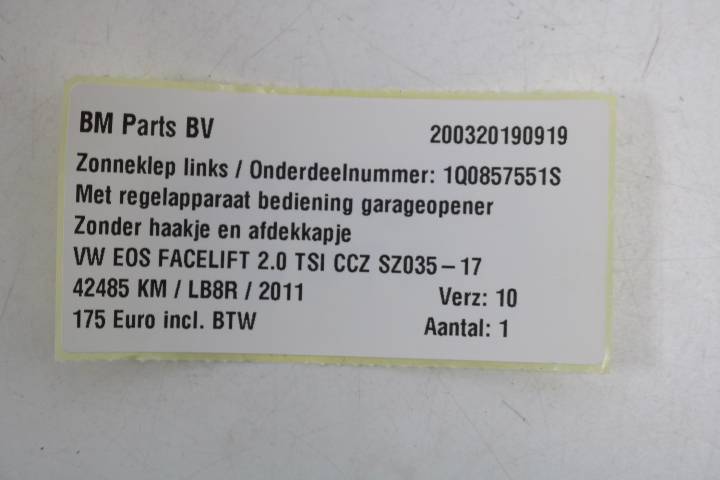 BM Parts BV 200320190919
Zonneklep links / Onderdeelnummer: 1Q0857551S
Met regelapparaat bediening garageopener
Zonder haakje en afdekkapje
VW EOS FACELIFT 2.0 TSI CCZ SZ035-17
42485 KM / LB8R / 2011 Verz: 10
175 Euro incl. BTW Aantal: 1